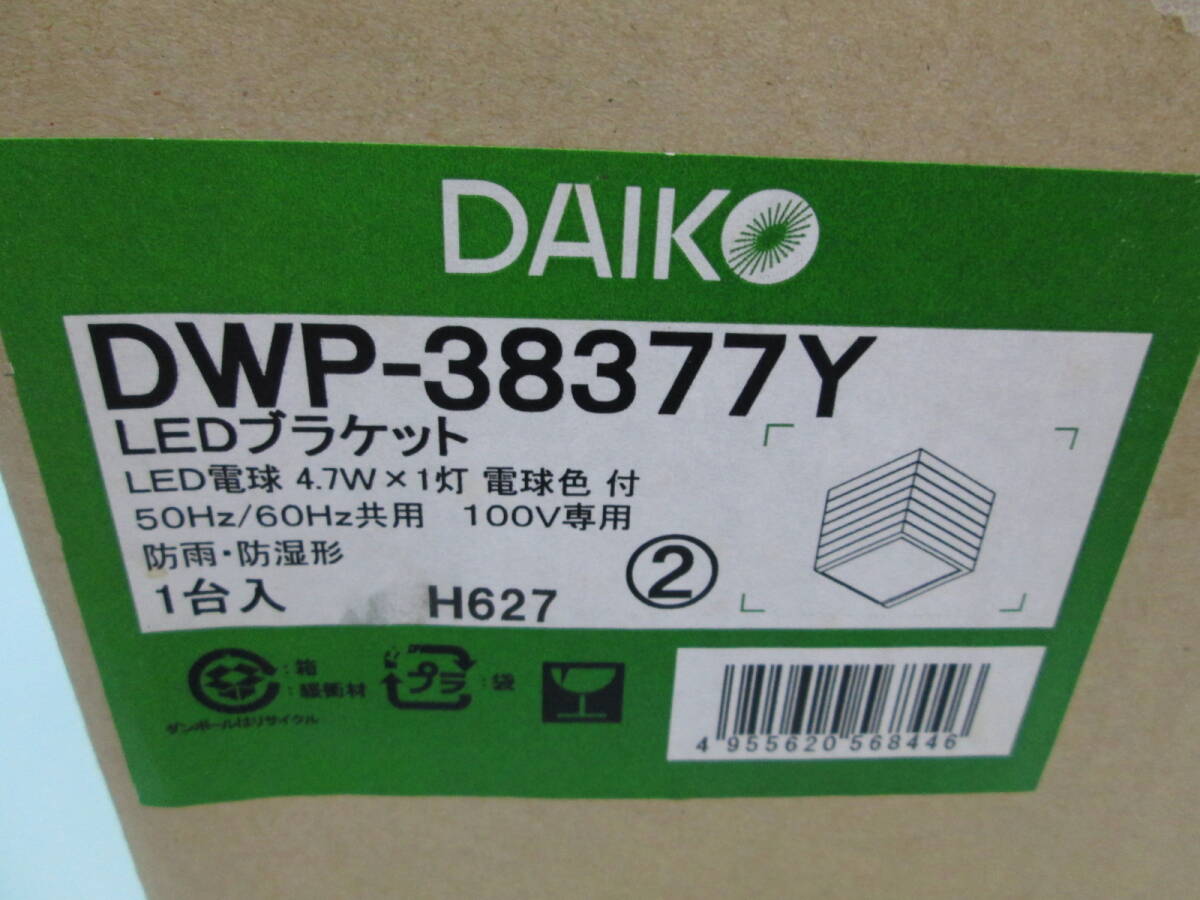 DAIKO
DWP-38377Y
LEDブラケット
LED電球 4.7W×1灯 電球色 付
50Hz/60Hz共用 100V専用
防雨・防湿形
1台入 H627 ②
:箱
:緩衝材
プラ :袋
ダンボールはリサイクル
4 955620 568446